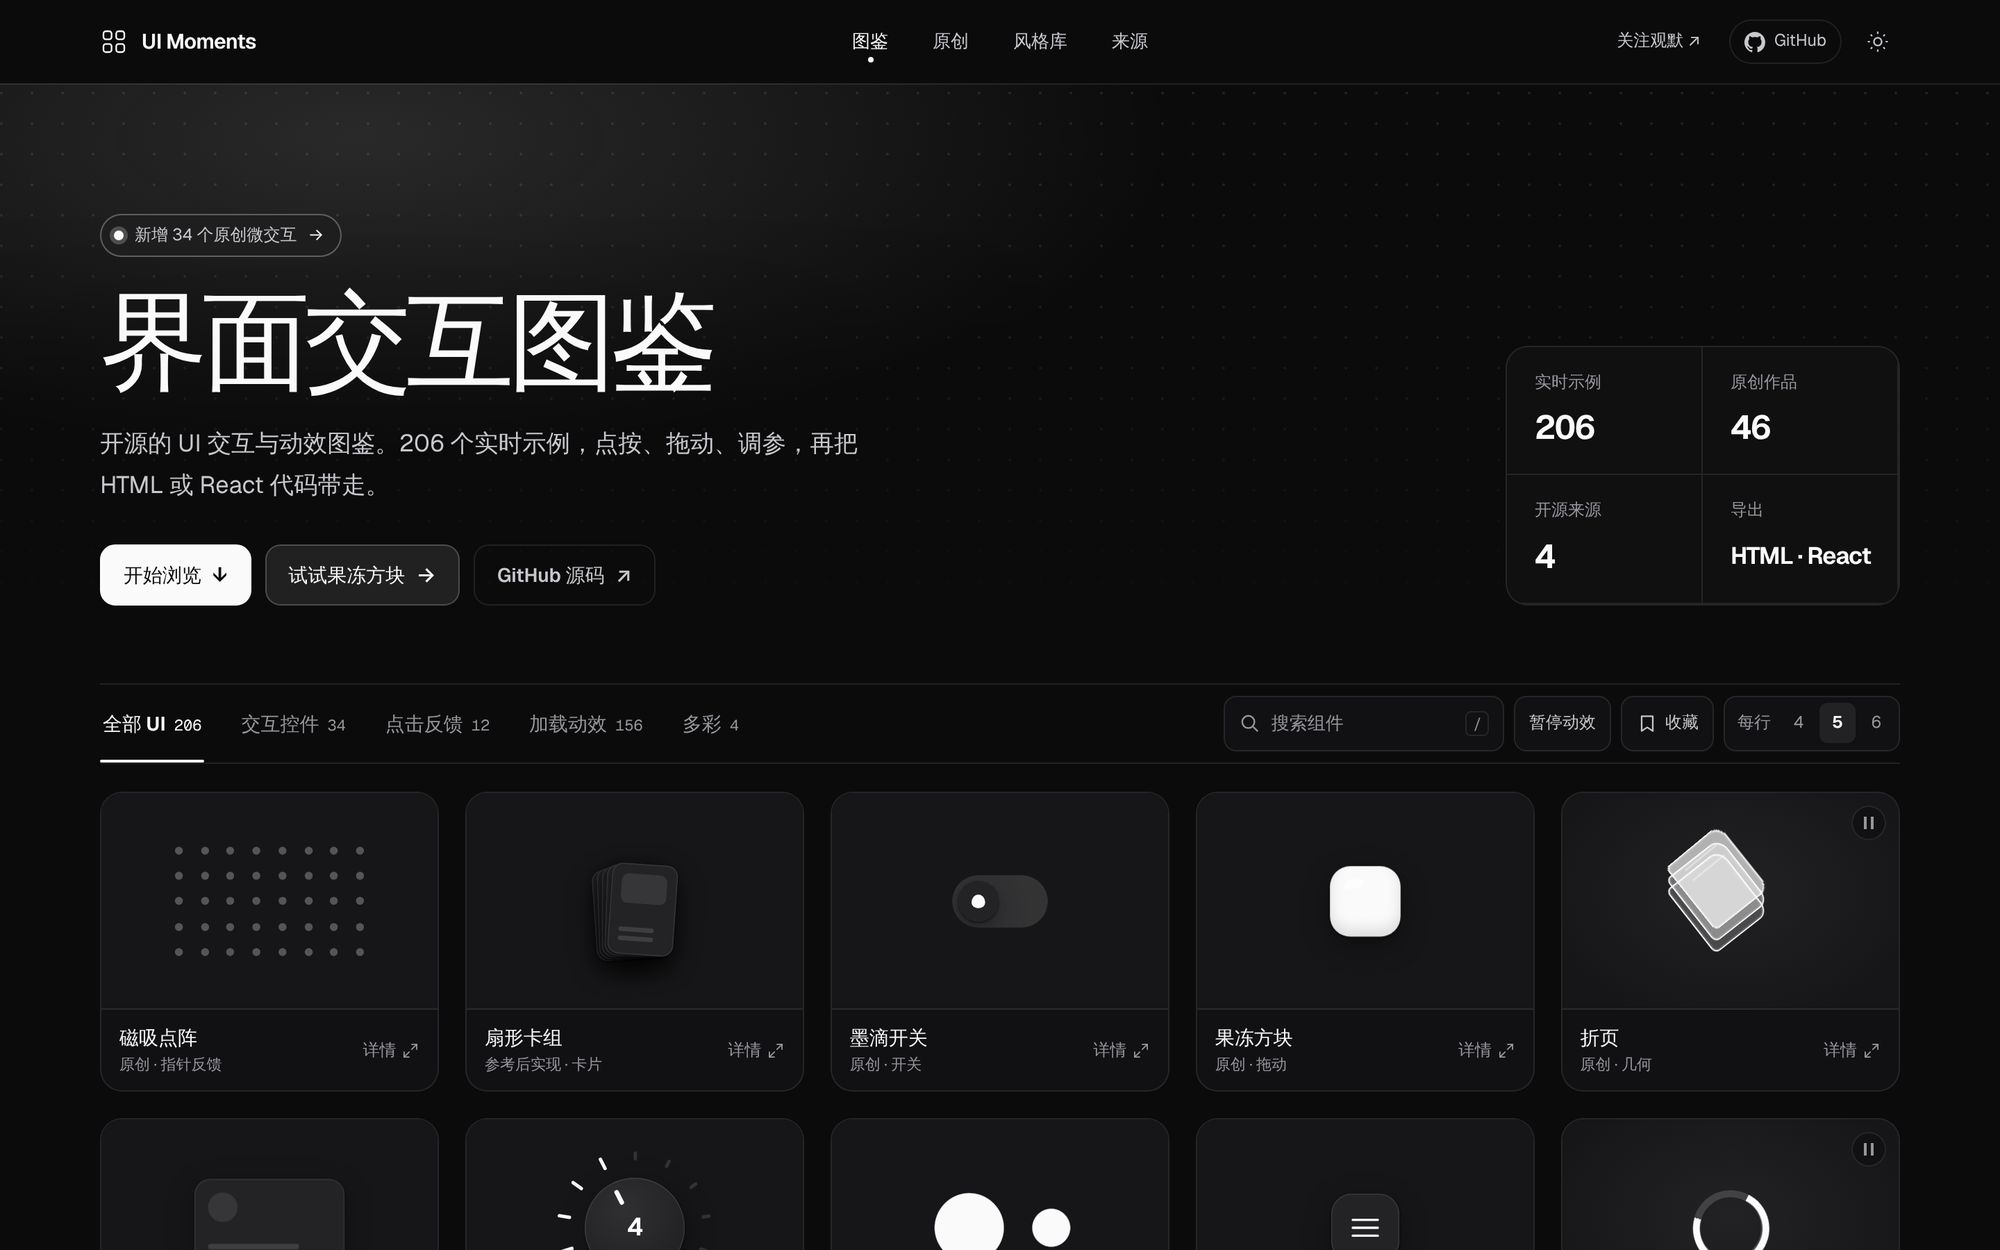 UI Moments
图鉴
原创
风格库
来源
关注观默
GitHub
新增 34 个原创微交互 →
界面交互图鉴
开源的 UI 交互与动效图鉴。206 个实时示例，点按、拖动、调参，再把
HTML 或 React 代码带走。
开始浏览 ↓
试试果冻方块 →
GitHub 源码 ↗
实时示例
206
原创作品
46
开源来源
4
导出
HTML · React
全部 UI 206
交互控件 34
点击反馈 12
加载动效 156
多彩 4
搜索组件 /
暂停动效
收藏
每行 4 5 6
磁吸点阵
原创 · 指针反馈
详情
扇形卡组
参考后实现 · 卡片
详情
墨滴开关
原创 · 开关
详情
果冻方块
原创 · 拖动
详情
折页
原创 · 几何
详情
4